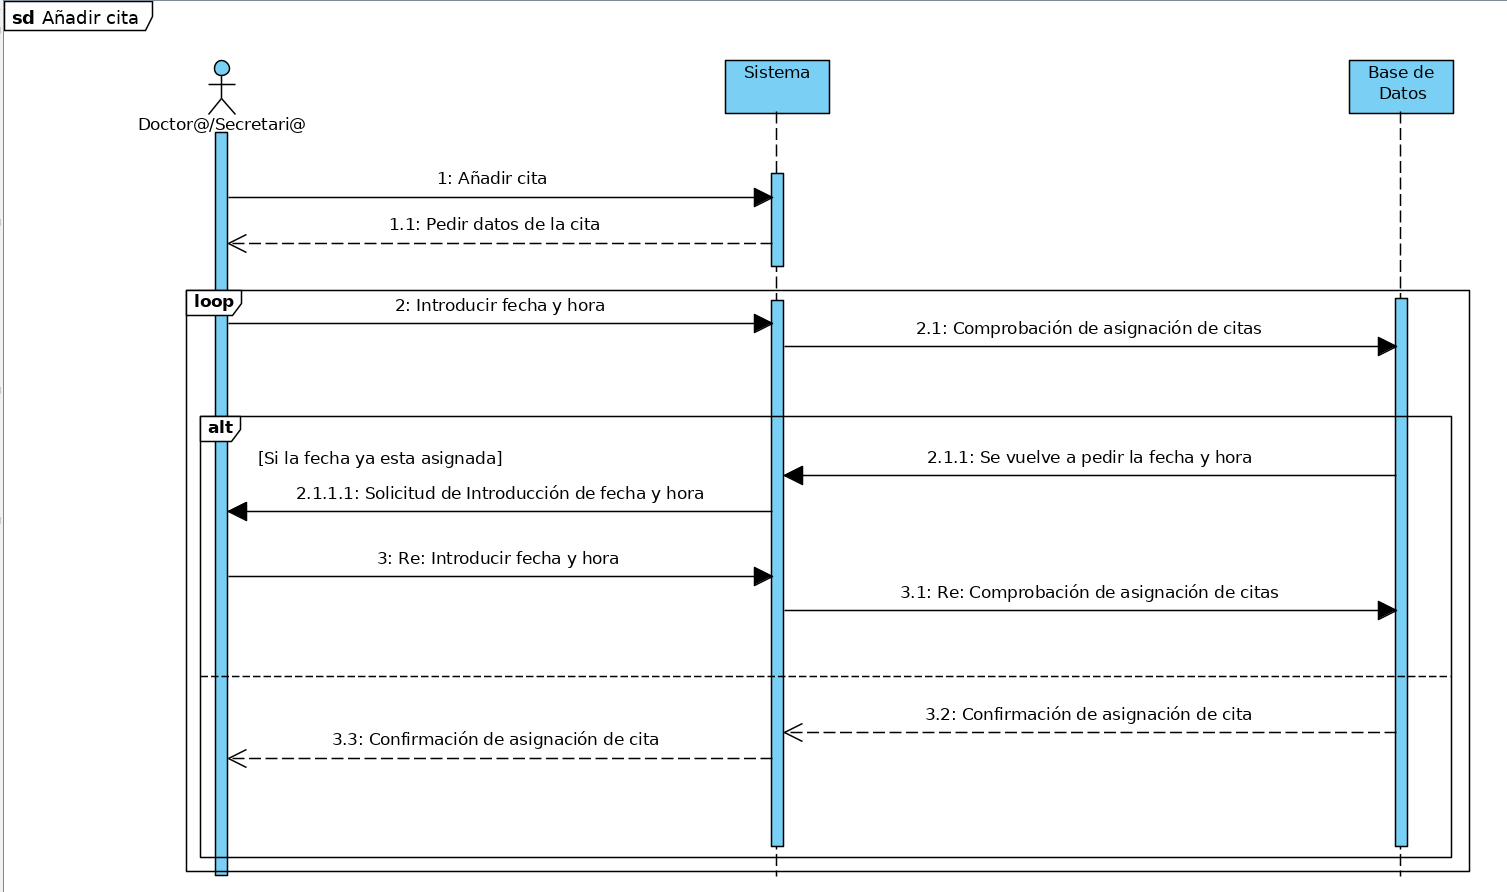 sd Añadir cita
Doctor@/Secretari@
Sistema
Base de
Datos
1: Añadir cita
1.1: Pedir datos de la cita
loop
2: Introducir fecha y hora
2.1: Comprobación de asignación de citas
alt
[Si la fecha ya esta asignada]
2.1.1: Se vuelve a pedir la fecha y hora
2.1.1.1: Solicitud de Introducción de fecha y hora
3: Re: Introducir fecha y hora
3.1: Re: Comprobación de asignación de citas
3.2: Confirmación de asignación de cita
3.3: Confirmación de asignación de cita